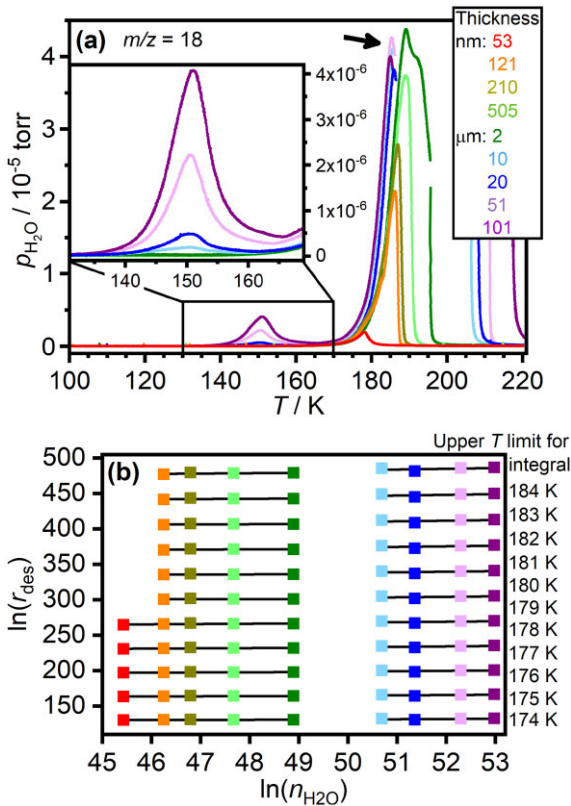 (a) m/z = 18
Thickness
nm: 53
121
210
505
μm: 2
10
20
51
101
4x10-6
3x10-6
2x10-6
1x10-6
0
140 150 160
pH2O / 10-5 torr
4
3
2
1
0
100 120 140 160 180 200 220
T / K
(b)
Upper T limit for
integral
184 K
183 K
182 K
181 K
180 K
179 K
178 K
177 K
176 K
175 K
174 K
ln(rdes)
500
450
400
350
300
250
200
150
45 46 47 48 49 50 51 52 53
ln(nH2O)